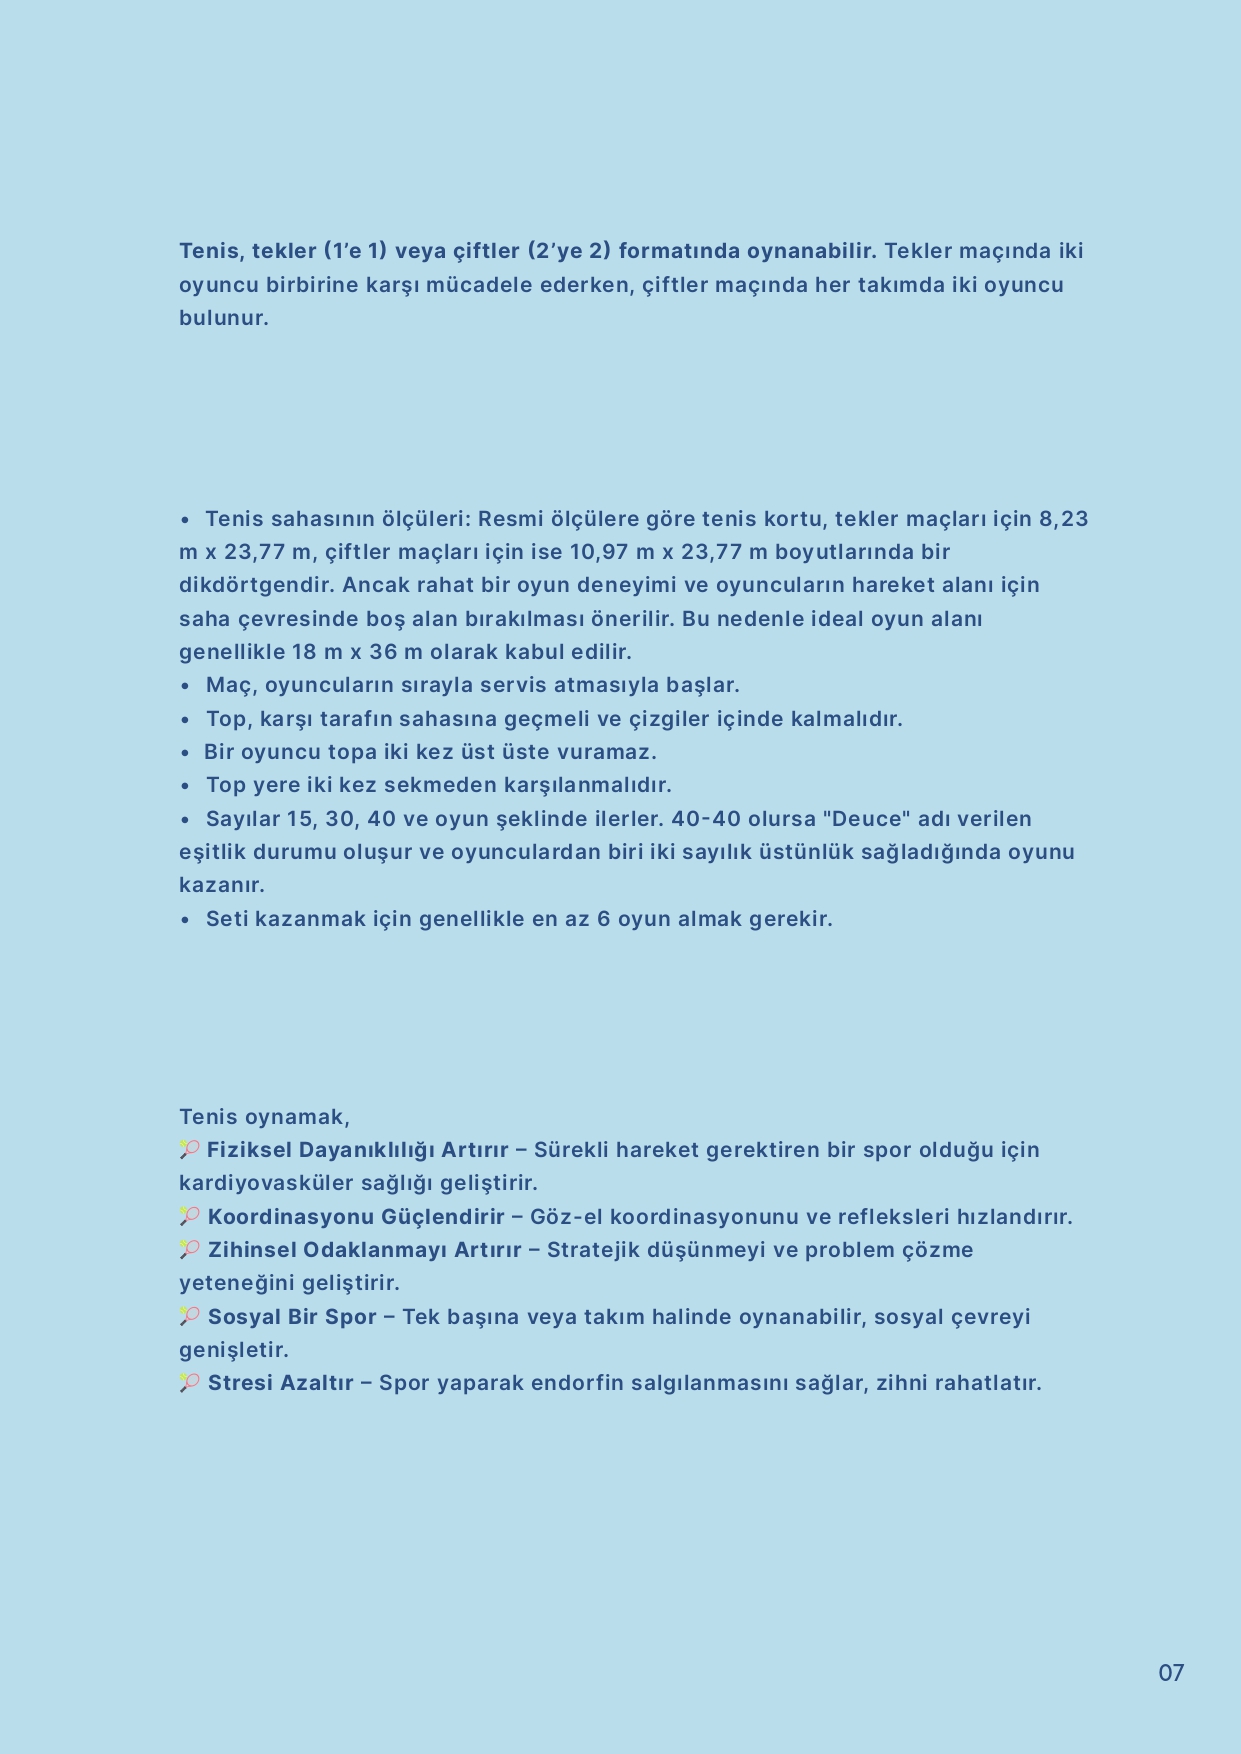 Tenis, tekler (1’e 1) veya çiftler (2’ye 2) formatında oynanabilir. Tekler maçında iki
oyuncu birbirine karşı mücadele ederken, çiftler maçında her takımda iki oyuncu
bulunur.
• Tenis sahasının ölçüleri: Resmi ölçülere göre tenis kortu, tekler maçları için 8,23
m x 23,77 m, çiftler maçları için ise 10,97 m x 23,77 m boyutlarında bir
dikdörtgendir. Ancak rahat bir oyun deneyimi ve oyuncuların hareket alanı için
saha çevresinde boş alan bırakılması önerilir. Bu nedenle ideal oyun alanı
genellikle 18 m x 36 m olarak kabul edilir.
• Maç, oyuncuların sırayla servis atmasıyla başlar.
• Top, karşı tarafın sahasına geçmeli ve çizgiler içinde kalmalıdır.
• Bir oyuncu topa iki kez üst üste vuramaz.
• Top yere iki kez sekmeden karşılanmalıdır.
• Sayılar 15, 30, 40 ve oyun şeklinde ilerler. 40-40 olursa "Deuce" adı verilen
eşitlik durumu oluşur ve oyunculardan biri iki sayılık üstünlük sağladığında oyunu
kazanır.
• Seti kazanmak için genellikle en az 6 oyun almak gerekir.
Tenis oynamak,
Fiziksel Dayanıklılığı Artırır – Sürekli hareket gerektiren bir spor olduğu için
kardiyovasküler sağlığı geliştirir.
Koordinasyonu Güçlendirir – Göz-el koordinasyonunu ve refleksleri hızlandırır.
Zihinsel Odaklanmayı Artırır – Stratejik düşünmeyi ve problem çözme
yeteneğini geliştirir.
Sosyal Bir Spor – Tek başına veya takım halinde oynanabilir, sosyal çevreyi
genişletir.
Stresi Azaltır – Spor yaparak endorfin salgılanmasını sağlar, zihni rahatlatır.
07